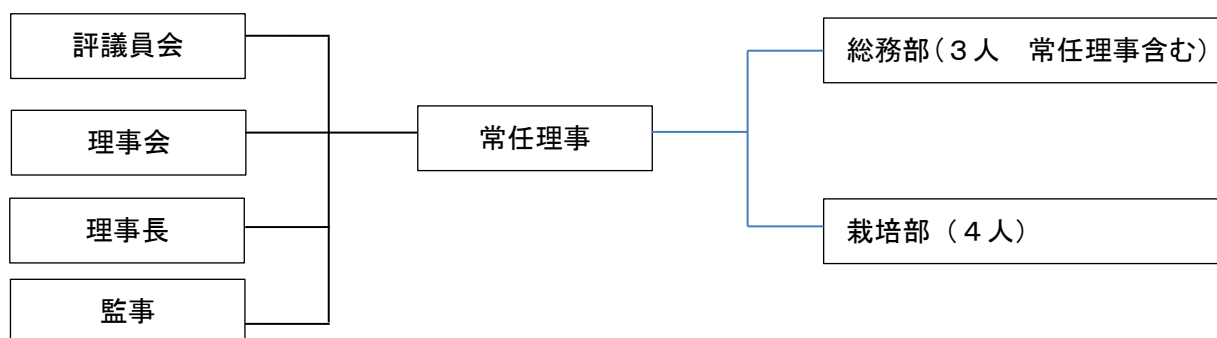 評議員会
理事会
理事長
監事
常任理事
総務部（３人　常任理事含む）
栽培部（４人）